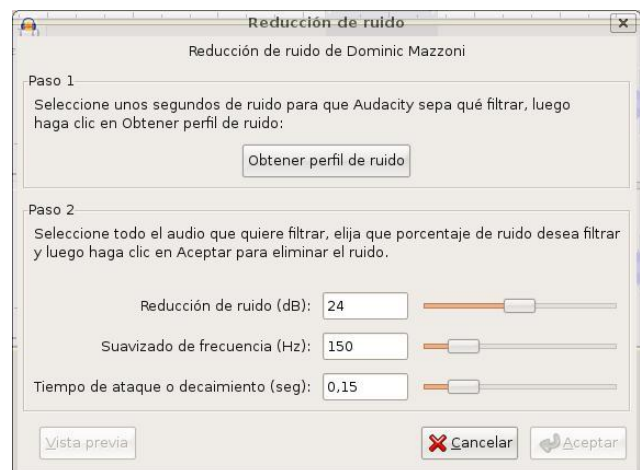 Reducción de ruido
Reducción de ruido de Dominic Mazzoni
Paso 1
Seleccione unos segundos de ruido para que Audacity sepa qué filtrar, luego
haga clic en Obtener perfil de ruido:
Obtener perfil de ruido
Paso 2
Seleccione todo el audio que quiere filtrar, elija que porcentaje de ruido desea filtrar
y luego haga clic en Aceptar para eliminar el ruido.
Reducción de ruido (dB): 24
Suavizado de frecuencia (Hz): 150
Tiempo de ataque o decaimiento (seg): 0,15
Vista previa Cancelar Aceptar